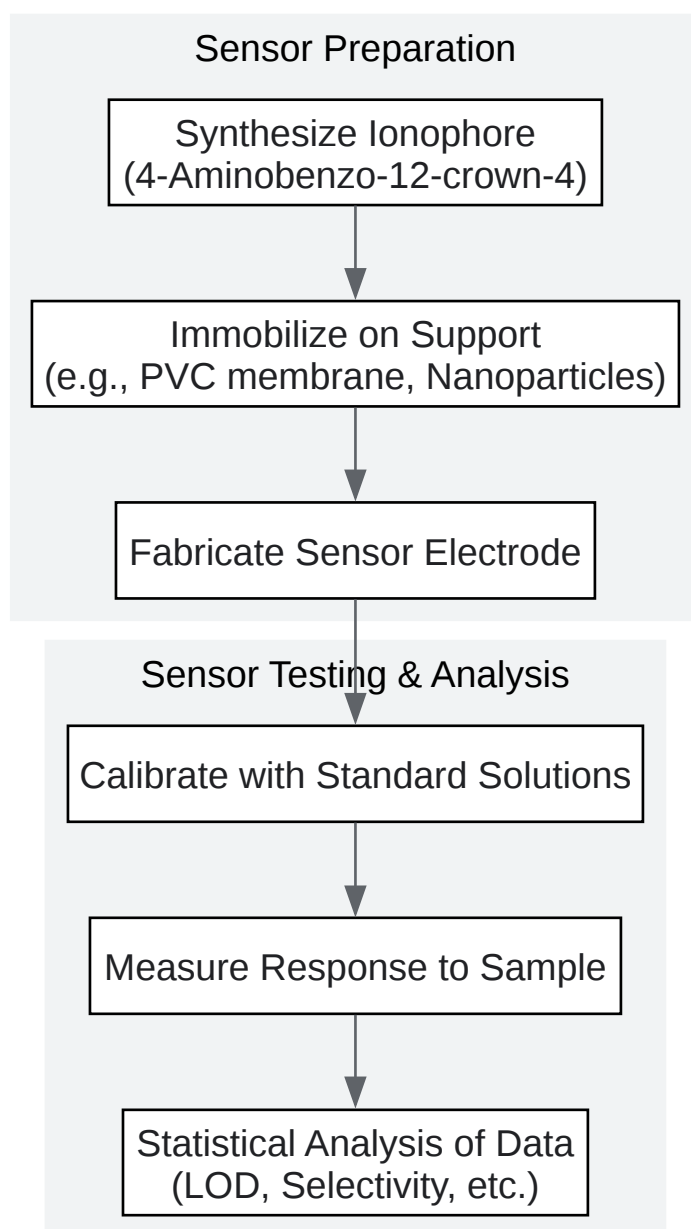 Sensor Preparation
Synthesize Ionophore
(4-Aminobenzo-12-crown-4)
Immobilize on Support
(e.g., PVC membrane, Nanoparticles)
Fabricate Sensor Electrode
Sensor Testing & Analysis
Calibrate with Standard Solutions
Measure Response to Sample
Statistical Analysis of Data
(LOD, Selectivity, etc.)